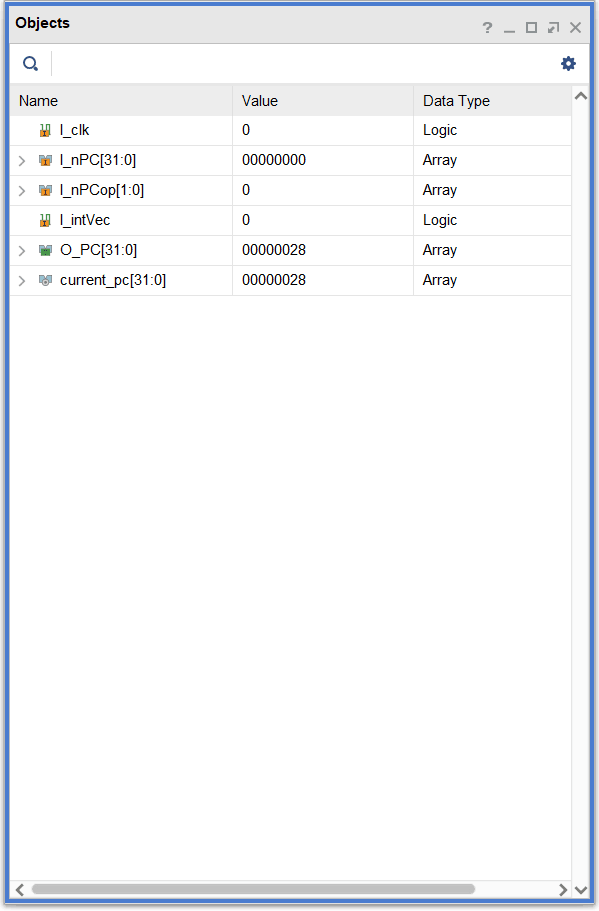 Objects
?
Name Value Data Type
I_clk 0 Logic
I_nPC[31:0] 00000000 Array
I_nPCop[1:0] 0 Array
I_intVec 0 Logic
O_PC[31:0] 00000028 Array
current_pc[31:0] 00000028 Array